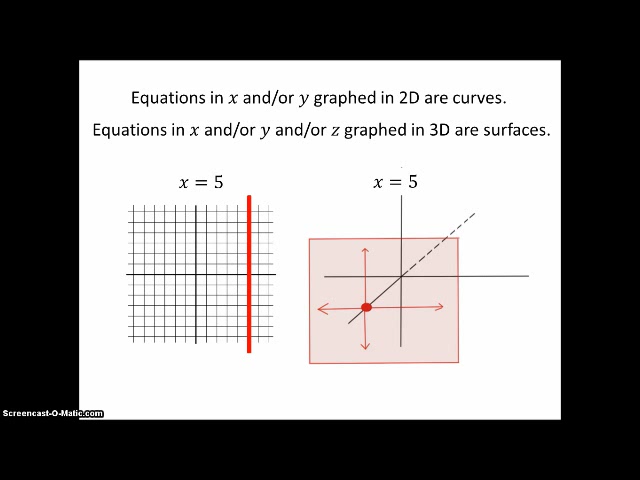 Equations in x and/or y graphed in 2D are curves.
Equations in x and/or y and/or z graphed in 3D are surfaces.
x = 5
x = 5
Screencast-O-Matic.com